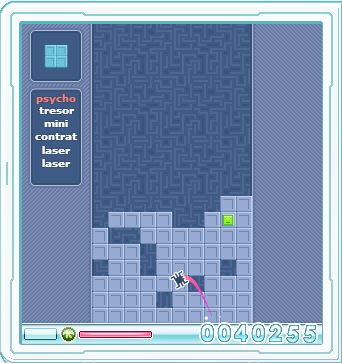 psycho
tresor
mini
contrat
laser
laser
0040255